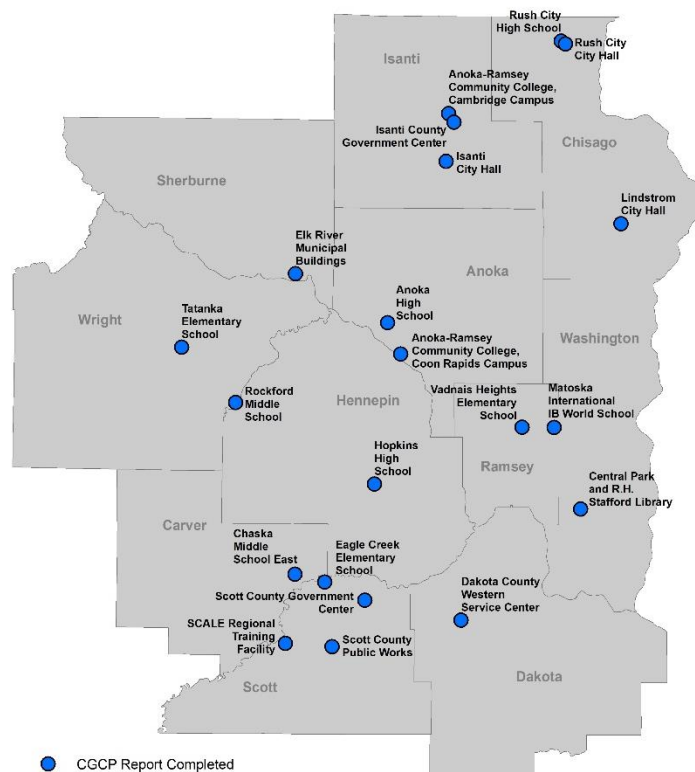 Rush City
High School
Rush City
City Hall
Isanti
Anoka-Ramsey
Community College,
Cambridge Campus
Isanti County
Government Center
Isanti
City Hall
Chisago
Sherburne
Lindstrom
City Hall
Elk River
Municipal
Buildings
Anoka
Wright
Tatanka
Elementary
School
Anoka
High
School
Washington
Anoka-Ramsey
Community College,
Coon Rapids Campus
Rockford
Middle
School
Hennepin
Vadnais Heights
Elementary
School
Matoska
International
IB World School
Hopkins
High
School
Ramsey
Central Park
and R.H.
Stafford Library
Carver
Chaska
Middle
School East
Eagle Creek
Elementary
School
Scott County Government
Center
Dakota County
Western
Service Center
SCALE Regional
Training
Facility
Scott County
Public Works
Scott
Dakota
CGCP Report Completed